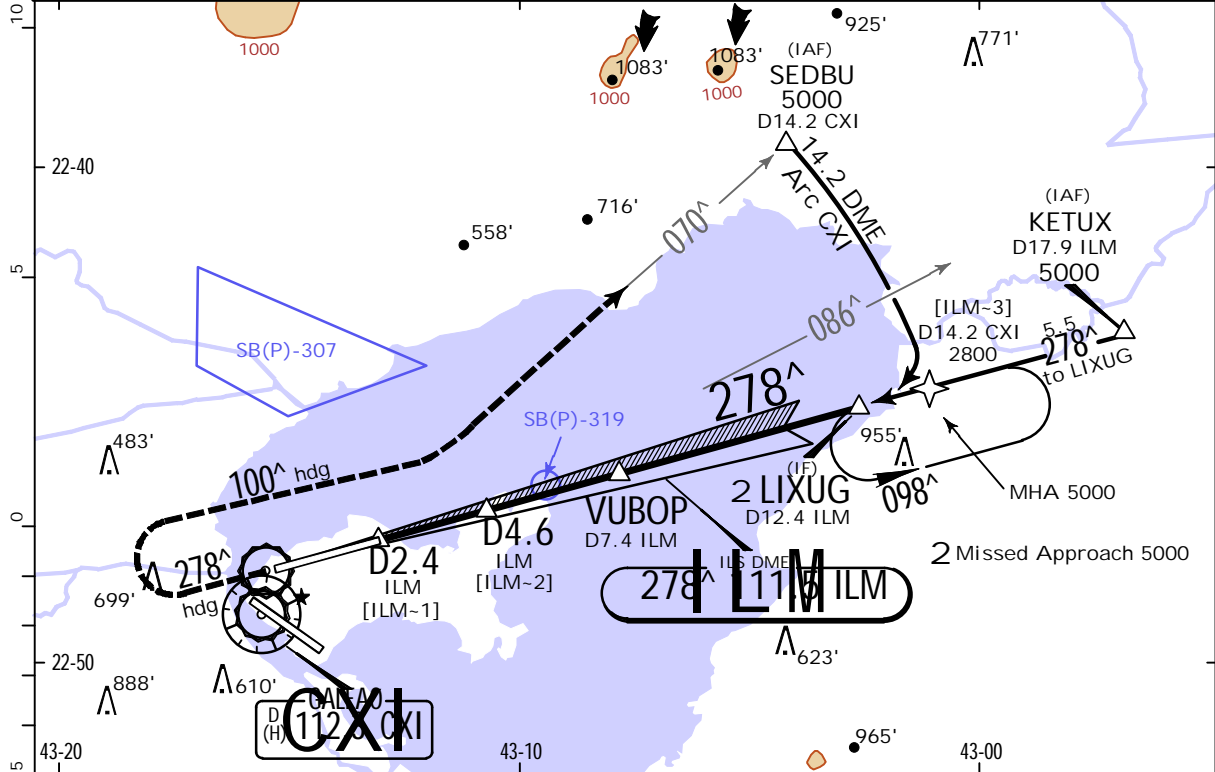 10
1000
1083'
1000
1083'
1000
925'
771'
(IAF)
SEDBU
5000
D14.2 CXI
14.2 DME
Arc CXI
22-40
(IAF)
KETUX
D17.9 ILM
5000
716'
558'
070^
5
086^
[ILM~3]
D14.2 CXI
2800
5.5
278^
to LIXUG
SB(P)-307
278^
SB(P)-319
483'
100^ hdg
955'
(IF)
2 LIXUG
D12.4 ILM
098^
MHA 5000
VUBOP
D7.4 ILM
0
D4.6
ILM
[ILM~2]
D2.4
ILM
[ILM~1]
2 Missed Approach 5000
278^
hdg
699'
ILS DME
278^ 111.5 ILM
ILM
623'
22-50
888'
610'
GALEAO
D
(H)
CXI
965'
5
43-20
43-10
43-00